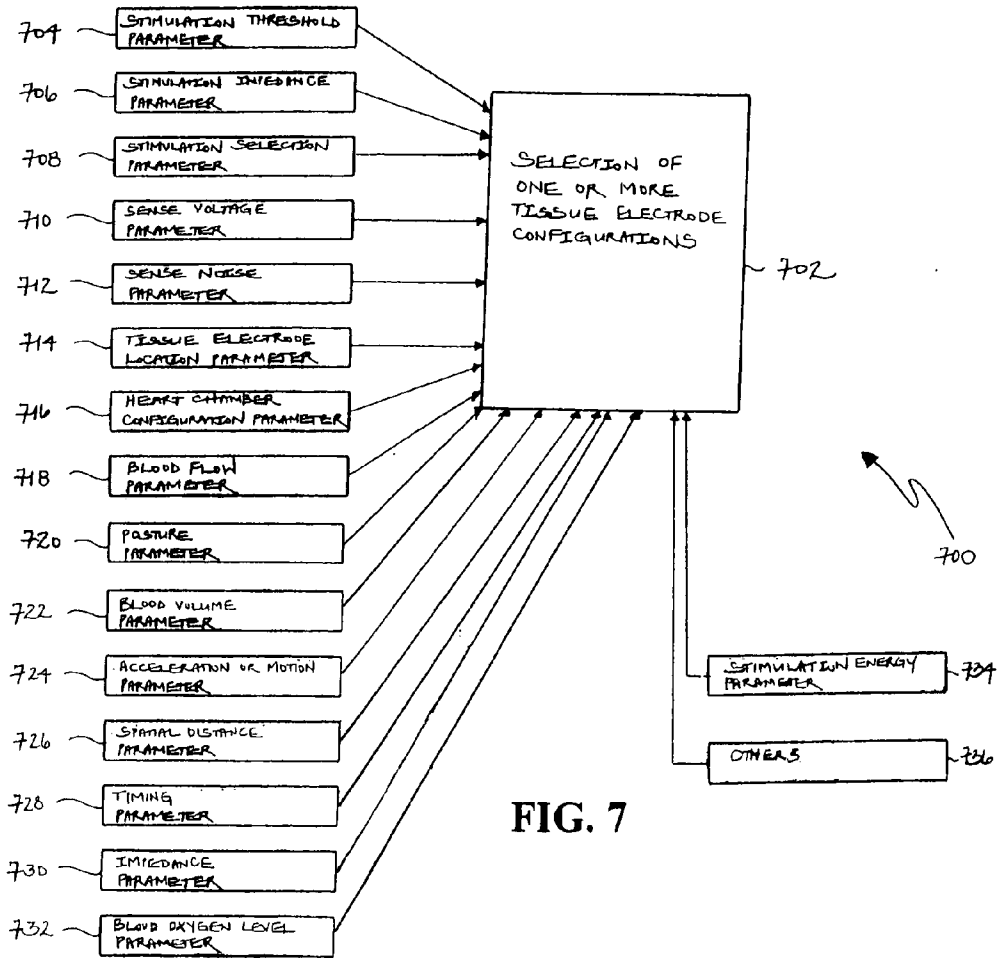 704
STIMULATION THRESHOLD
PARAMETER
706
STIMULATION IMPEDANCE
PARAMETER
708
STIMULATION SELECTION
PARAMETER
710
SENSE VOLTAGE
PARAMETER
712
SENSE NOISE
PARAMETER
714
TISSUE ELECTRODE
LOCATION PARAMETER
716
HEART CHAMBER
CONFIGURATION PARAMETER
718
BLOOD FLOW
PARAMETER
720
POSTURE
PARAMETER
722
BLOOD VOLUME
PARAMETER
724
ACCELERATION OR MOTION
PARAMETER
726
SPATIAL DISTANCE
PARAMETER
728
TIMING
PARAMETER
730
IMPEDANCE
PARAMETER
732
BLOOD OXYGEN LEVEL
PARAMETER
SELECTION OF
ONE OR MORE
TISSUE ELECTRODE
CONFIGURATIONS
702
700
STIMULATION ENERGY
PARAMETER
734
OTHERS
736
FIG. 7